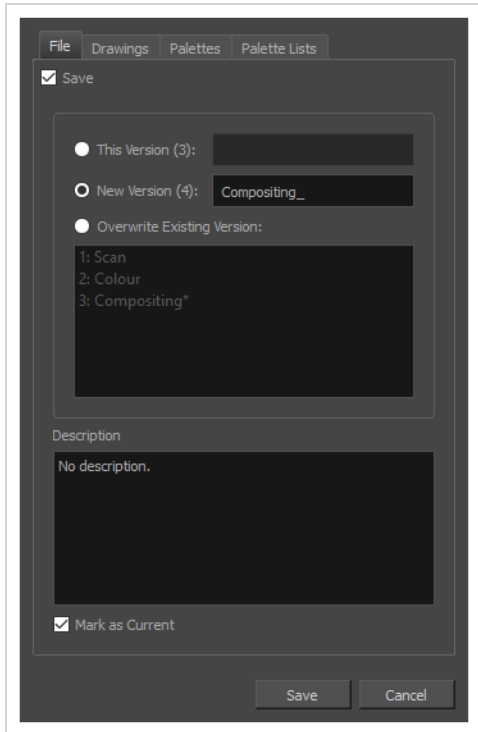 File Drawings Palettes Palette Lists
Save
This Version (3):
New Version (4): Compositing_
Overwrite Existing Version:
1: Scan
2: Colour
3: Compositing*
Description
No description.
Mark as Current
Save Cancel